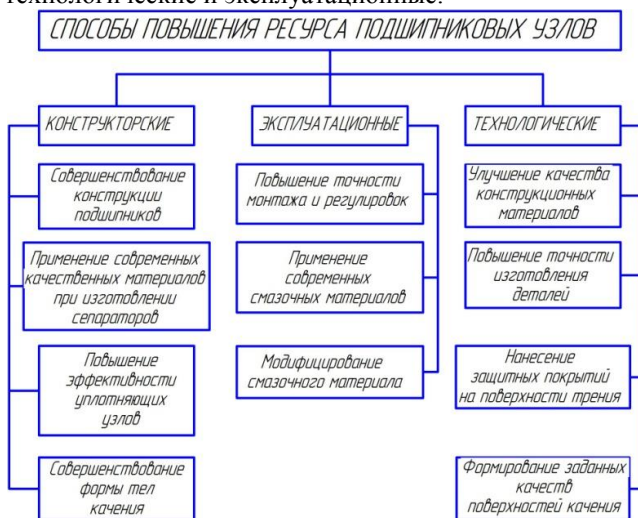 технологические и эксплуатационные.
СПОСОБЫ ПОВЫШЕНИЯ РЕСУРСА ПОДШИПНИКОВЫХ УЗЛОВ
КОНСТРУКТОРСКИЕ
Совершенствование
конструкции
подшипников
Применение современных
качественных материалов
при изготовлении
сепараторов
Повышение
эффективности
уплотняющих
узлов
Совершенствование
формы тел
качения
ЭКСПЛУАТАЦИОННЫЕ
Повышение точности
монтажа и регулировок
Применение
современных
смазочных материалов
Модифицирование
смазочного материала
ТЕХНОЛОГИЧЕСКИЕ
Улучшение качества
конструкционных
материалов
Повышение точности
изготовления
деталей
Нанесение
защитных покрытий
на поверхности трения
Формирование заданных
качеств
поверхностей качения